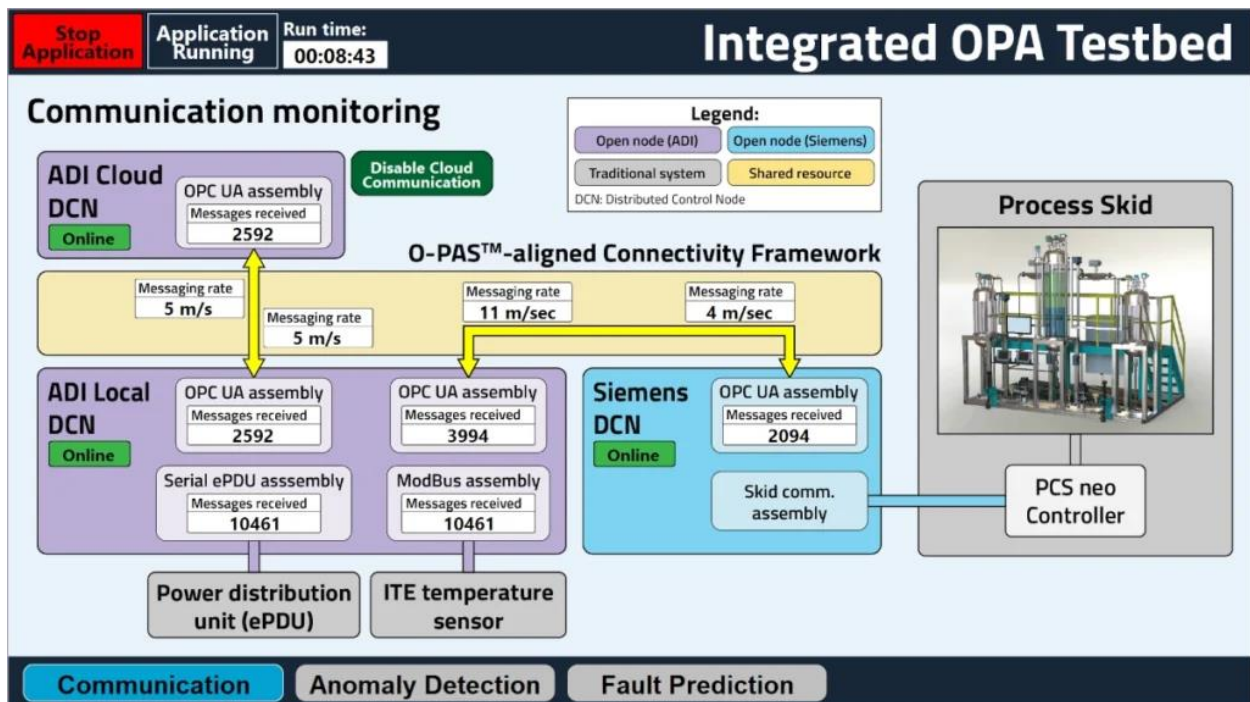 Stop
Application
Application
Running
Run time:
00:08:43
Integrated OPA Testbed
Communication monitoring
Legend:
Open node (ADI)
Open node (Siemens)
Traditional system
Shared resource
DCN: Distributed Control Node
ADI Cloud
DCN
Online
OPC UA assembly
Messages received
2592
Disable Cloud
Communication
O-PAS™-aligned Connectivity Framework
Messaging rate
5 m/s
Messaging rate
5 m/s
Messaging rate
11 m/sec
Messaging rate
4 m/sec
ADI Local
DCN
Online
OPC UA assembly
Messages received
2592
OPC UA assembly
Messages received
3994
Serial ePDU asssembly
Messages received
10461
ModBus assembly
Messages received
10461
Siemens
DCN
Online
OPC UA assembly
Messages received
2094
Skid comm.
assembly
Process Skid
PCS neo
Controller
Power distribution
unit (ePDU)
ITE temperature
sensor
Communication
Anomaly Detection
Fault Prediction